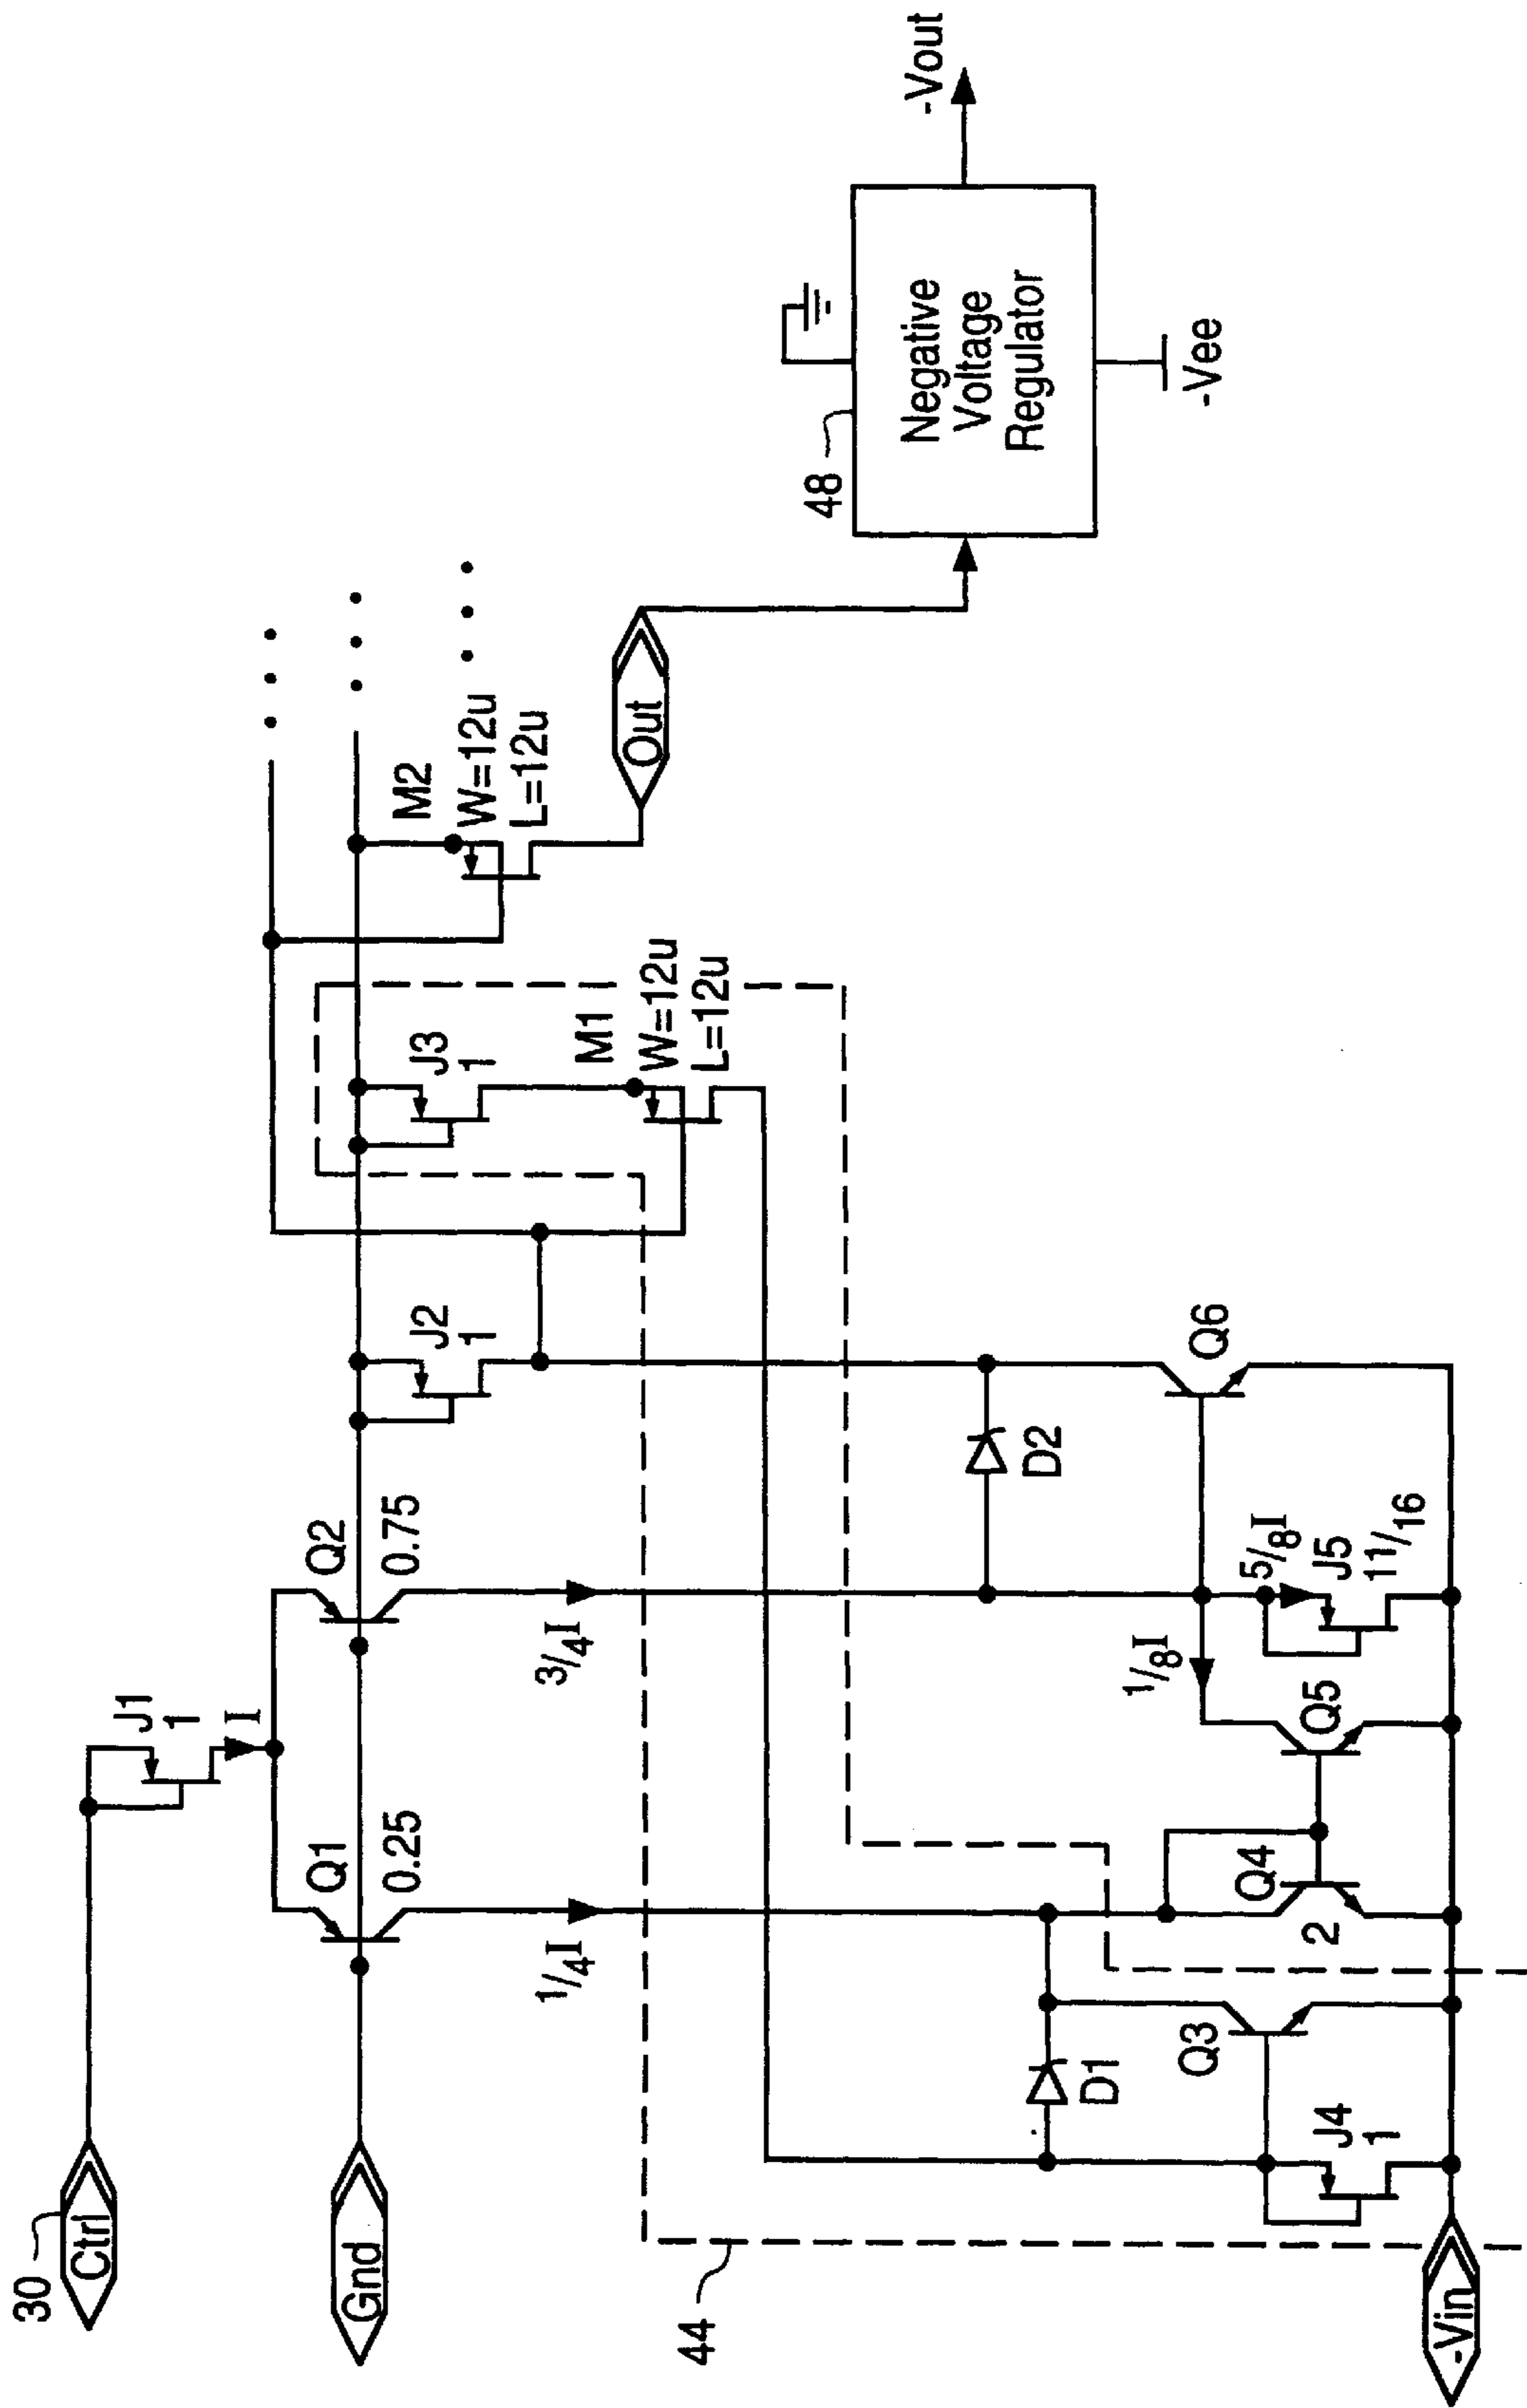 30
Ctrl
J1
1
I
Q1
0.25
Q2
0.75
Gnd
1/4I
3/4I
J2
1
J3
1
M1
W=12u
L=12u
M2
W=12u
L=12u
Out
48
Negative
Voltage
Regulator
-Vout
-Vee
44
D1
D2
Q3
J4
1
Q4
2
Q5
1/8I
5/8I
J5
11/16
Q6
-Vin